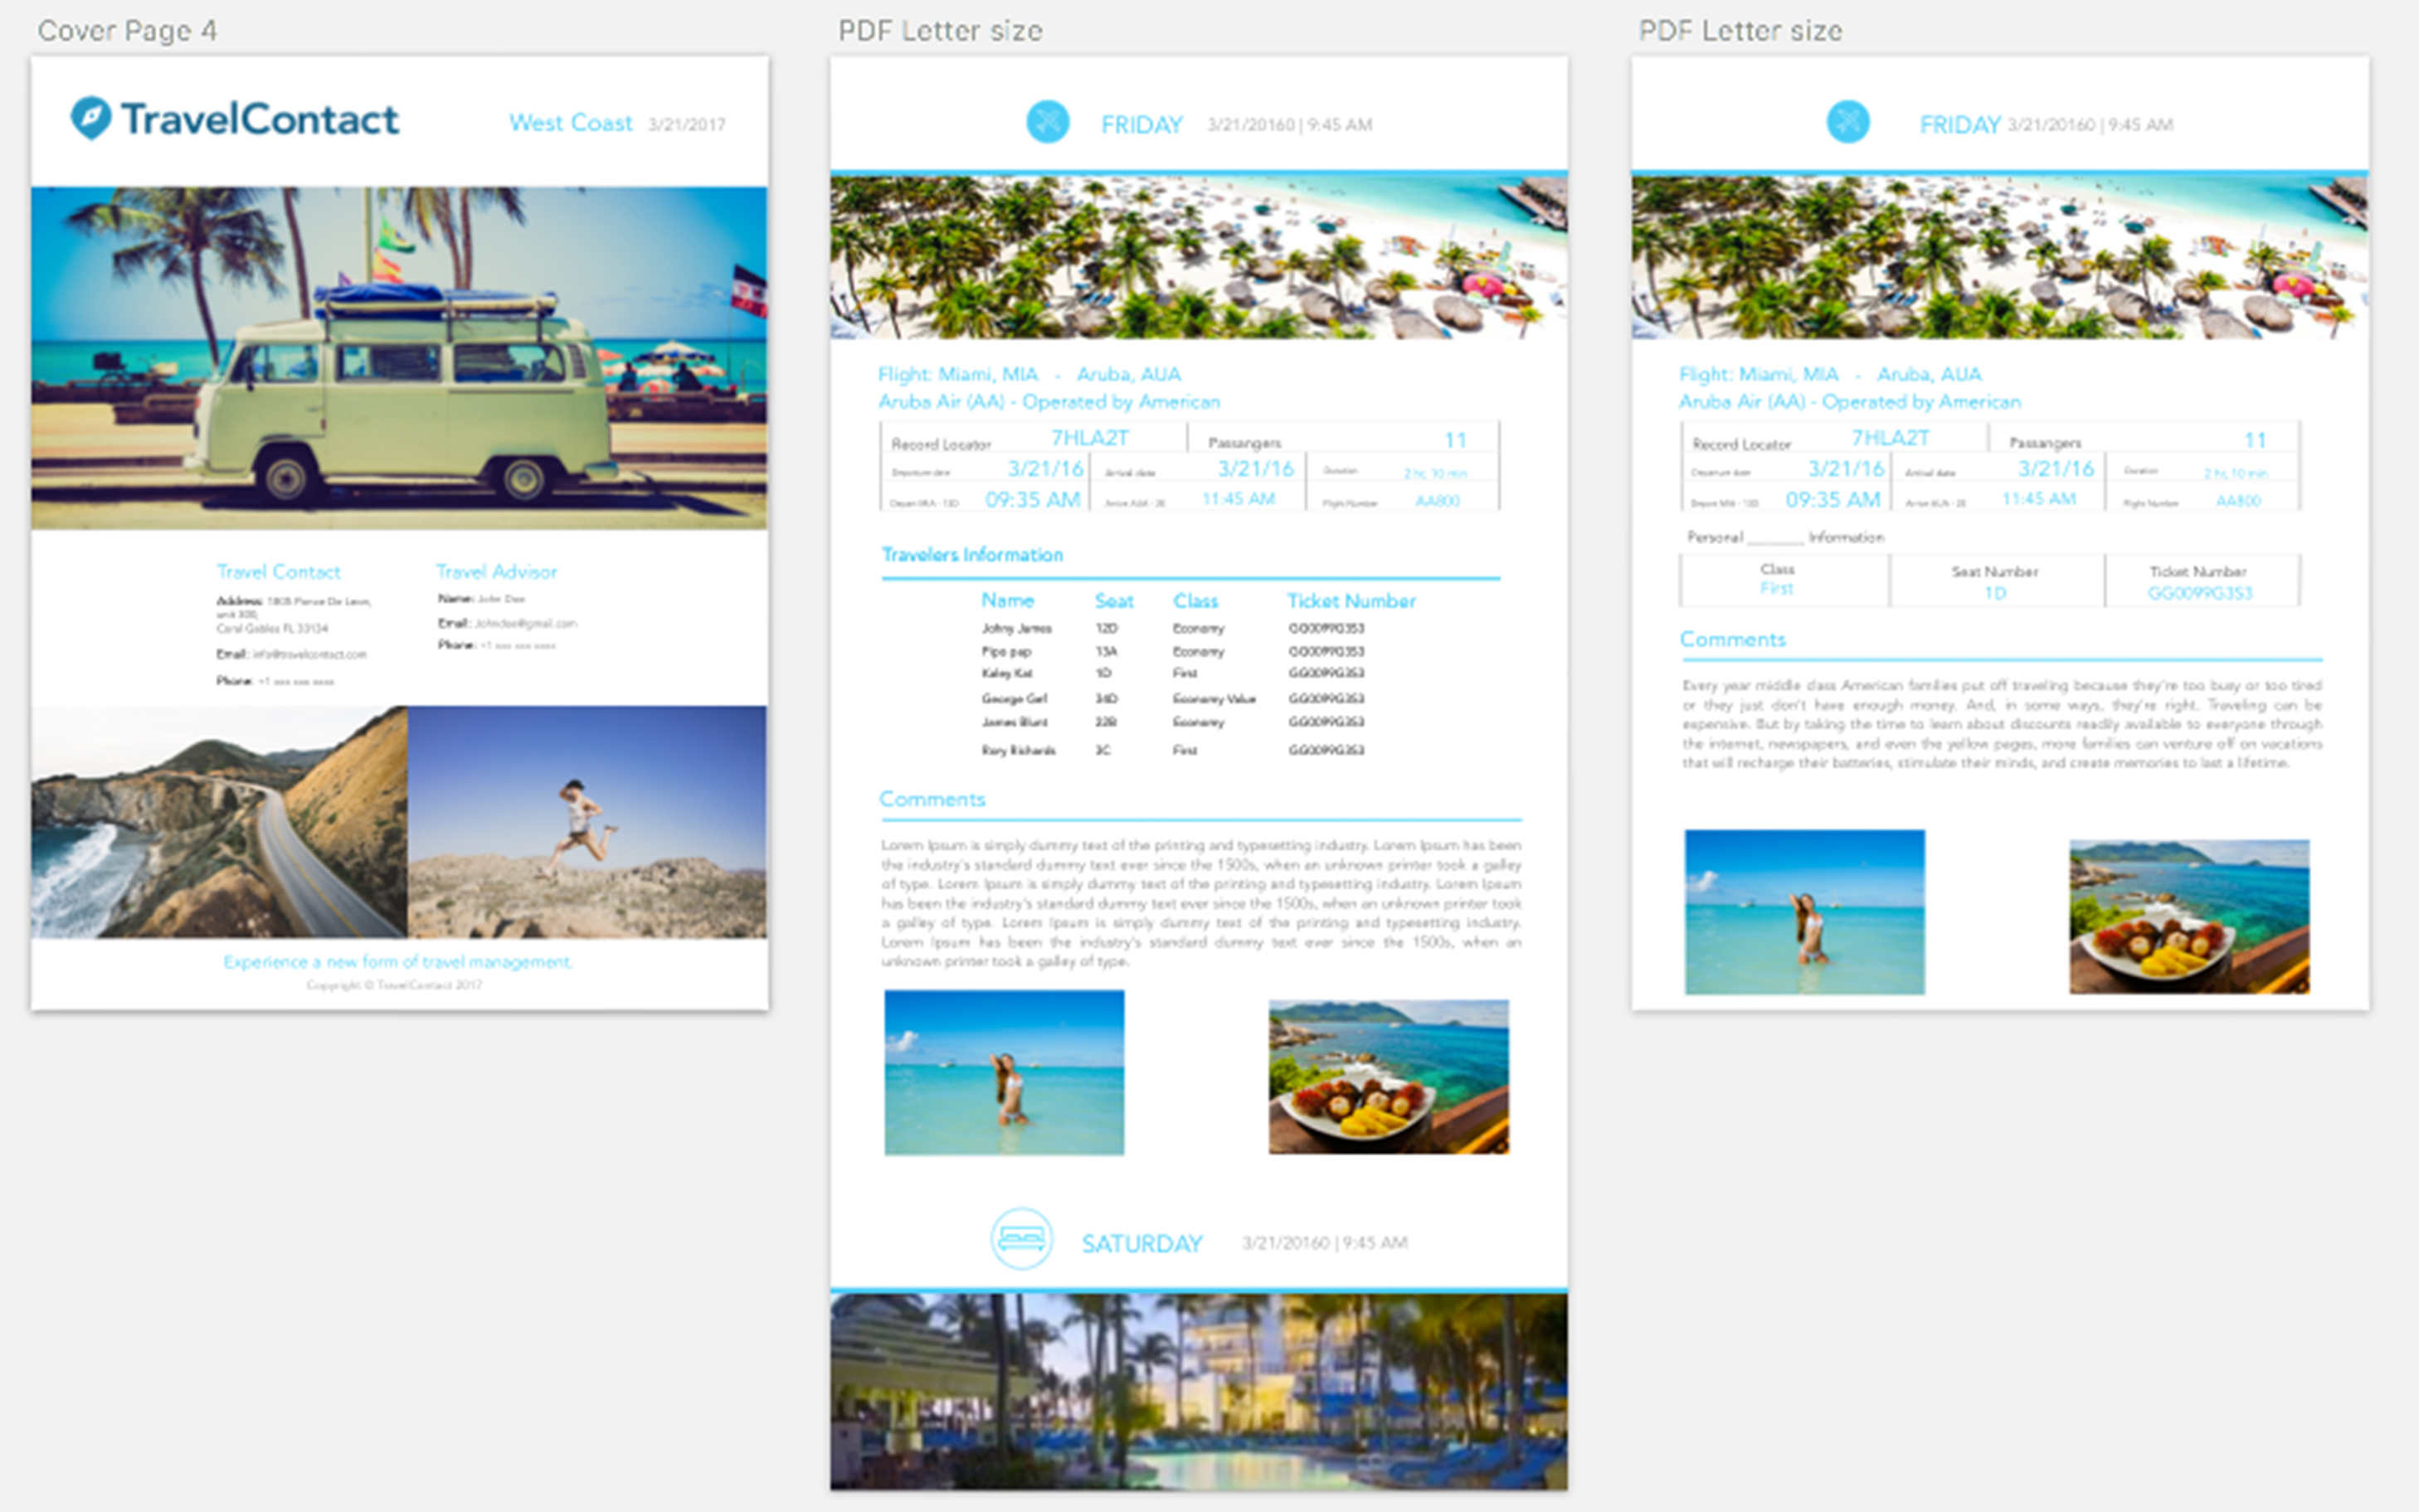 Cover Page 4
TravelContact
West Coast 3/21/2017
Travel Contact
Address: 1805 Ponce De Leon,
unit 300,
Coral Gables FL 33134
Email: info@travelcontact.com
Phone: +1 xxx xxx xxxx
Travel Advisor
Name: John Doe
Email: Johndoe@gmail.com
Phone: +1 xxx xxx xxxx
Experience a new form of travel management.
Copyright © TravelContact 2017
PDF Letter size
FRIDAY 3/21/20160 | 9:45 AM
Flight: Miami, MIA - Aruba, AUA
Aruba Air (AA) - Operated by American
Record Locator 7HLA2T Passangers 11
Departure date 3/21/16 Arrival date 3/21/16 Duration 2 hr, 10 min
Depart MIA - 13D 09:35 AM Arrive 11:45 AM Flight Number AA800
Travelers Information
Name Seat Class Ticket Number
Johny James 12D Economy GG0099G3S3
Pipo pap 13A Economy GG0099G3S3
Kaley Kat 1D First GG0099G3S3
George Girl 34D Economy Value GG0099G3S3
James Blunt 22B Economy GG0099G3S3
Rory Richards 3C First GG0099G3S3
Comments
Lorem Ipsum is simply dummy text of the printing and typesetting industry. Lorem Ipsum has been
the industry's standard dummy text ever since the 1500s, when an unknown printer took a galley
of type. Lorem Ipsum is simply dummy text of the printing and typesetting industry. Lorem Ipsum
has been the industry's standard dummy text ever since the 1500s, when an unknown printer took
a galley of type. Lorem Ipsum is simply dummy text of the printing and typesetting industry.
Lorem Ipsum has been the industry's standard dummy text ever since the 1500s, when an
unknown printer took a galley of type.
SATURDAY 3/21/20160 | 9:45 AM
PDF Letter size
FRIDAY 3/21/20160 | 9:45 AM
Flight: Miami, MIA - Aruba, AUA
Aruba Air (AA) - Operated by American
Record Locator 7HLA2T Passangers 11
Departure date 3/21/16 Arrival date 3/21/16 Duration 2 hr, 10 min
Depart MIA - 13D 09:35 AM Arrive 11:45 AM Flight Number AA800
Personal _______ Information
Class Seat Number Ticket Number
First 1D GG0099G3S3
Comments
Every year middle class American families put off traveling because they're too busy or too tired
or they just don't have enough money. And, in some ways, they're right. Traveling can be
expensive. But by taking the time to learn about discounts readily available to everyone through
the internet, newspapers, and even the yellow pages, more families can venture off on vacations
that will recharge their batteries, stimulate their minds, and create memories to last a lifetime.